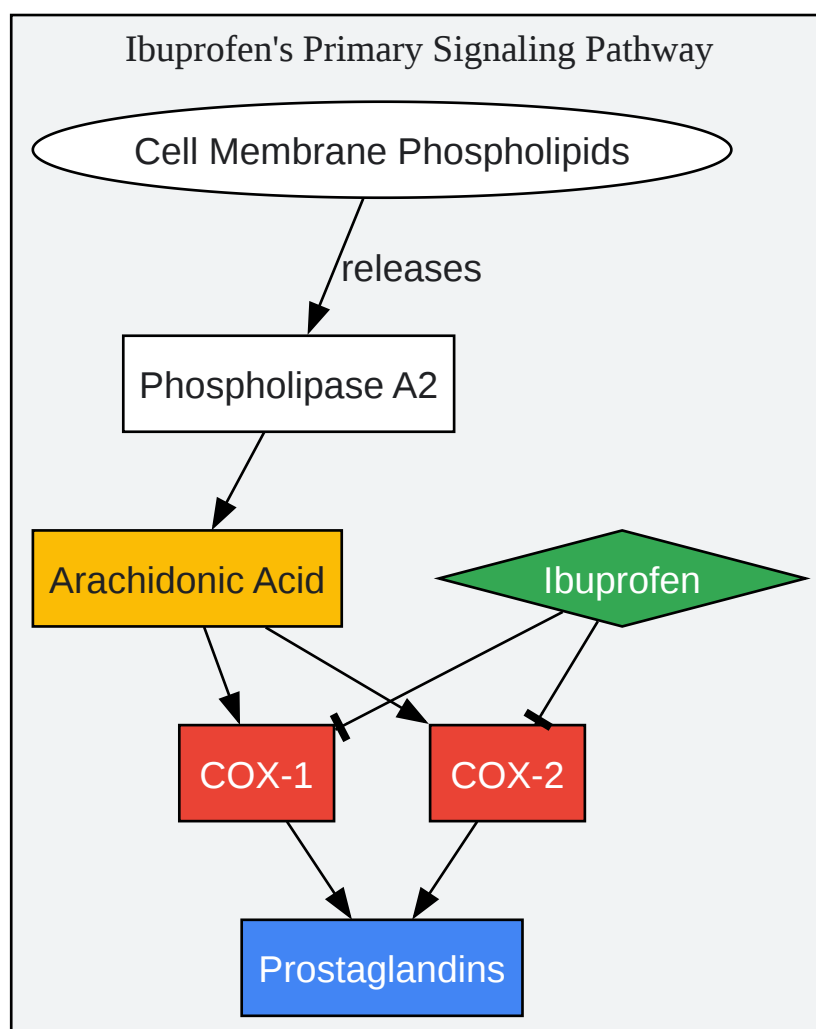 Ibuprofen's Primary Signaling Pathway
Cell Membrane Phospholipids
releases
Phospholipase A2
Arachidonic Acid
Ibuprofen
COX-1
COX-2
Prostaglandins